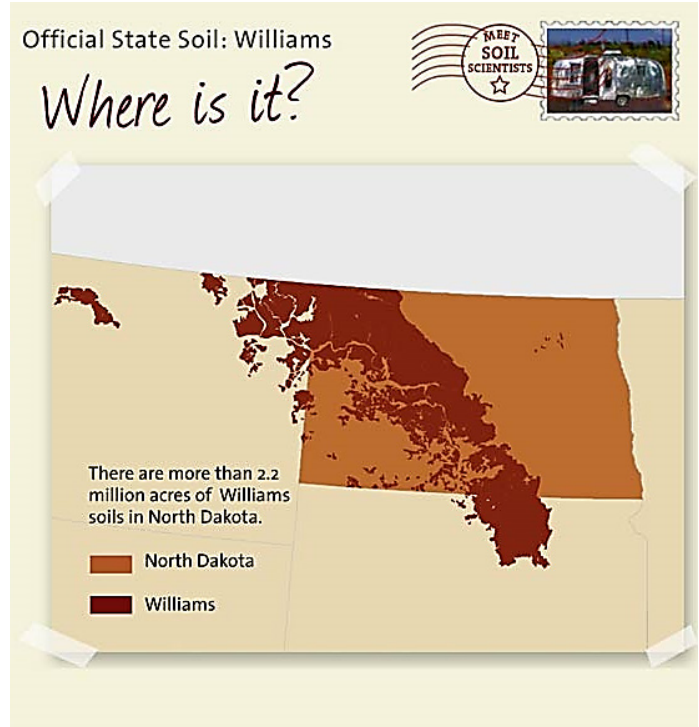 Official State Soil: Williams
MEET
SOIL
SCIENTISTS
Where is it?
There are more than 2.2
million acres of Williams
soils in North Dakota.
North Dakota
Williams